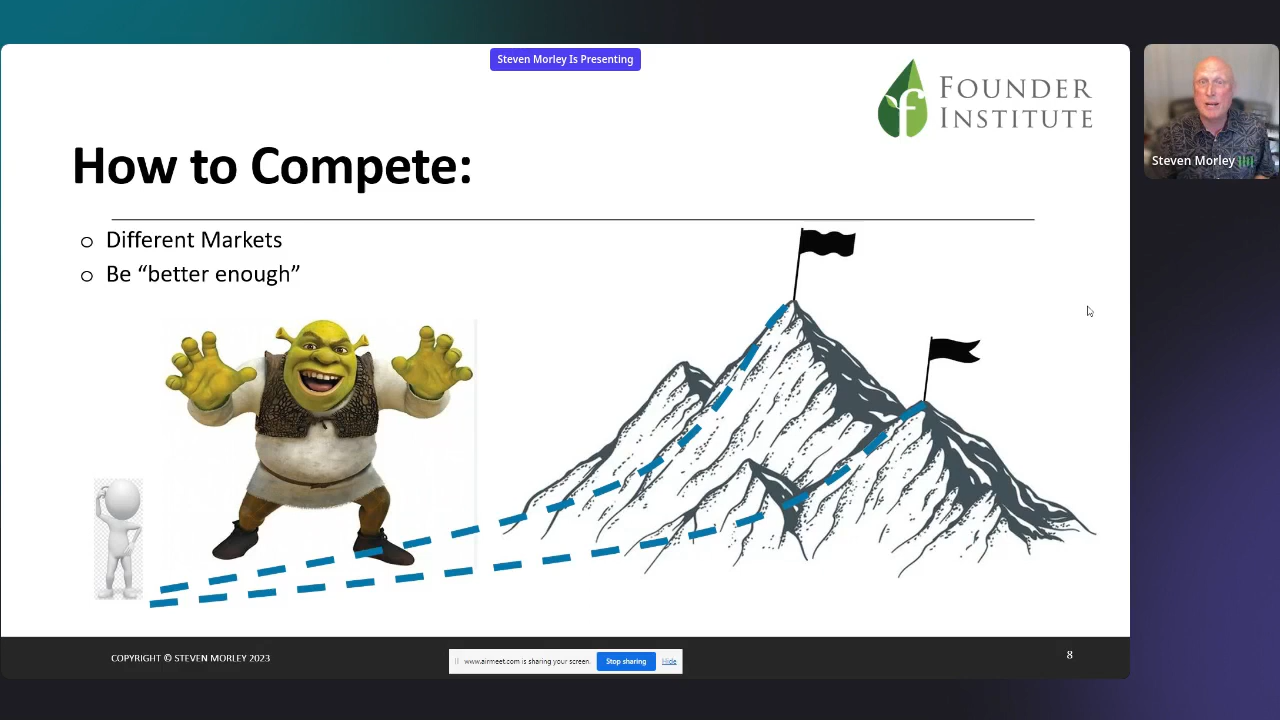 Steven Morley Is Presenting
FOUNDER
INSTITUTE
How to Compete:
Steven Morley
o Different Markets
o Be “better enough”
COPYRIGHT © STEVEN MORLEY 2023
www.airmeet.com is sharing your screen.
Stop sharing
Hide
8